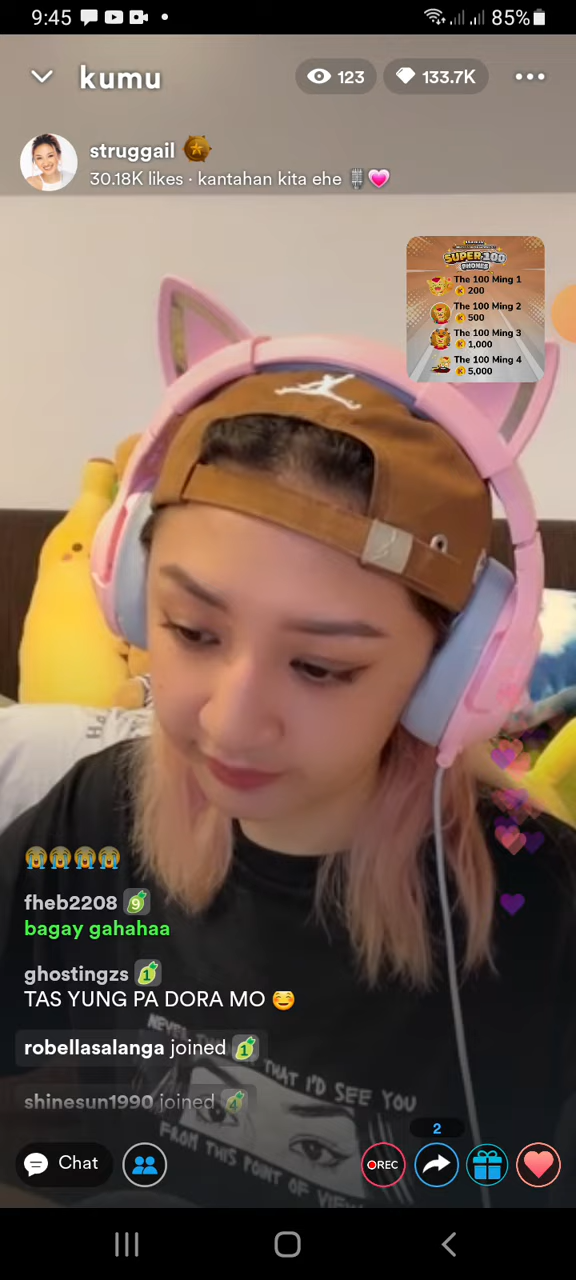 9:45
85%
kumu
123
133.7K
struggail
30.18K likes · kantahan kita ehe
SUPER 100
PHONES
The 100 Ming 1
200
The 100 Ming 2
500
The 100 Ming 3
1,000
The 100 Ming 4
5,000
fheb2208 9
bagay gahahaa
ghostingzs 1
TAS YUNG PA DORA MO
robellasalanga joined 1
shinesun1990 joined 4
THAT I'D SEE YOU
FROM THIS POINT OF VIEW
2
Chat
REC